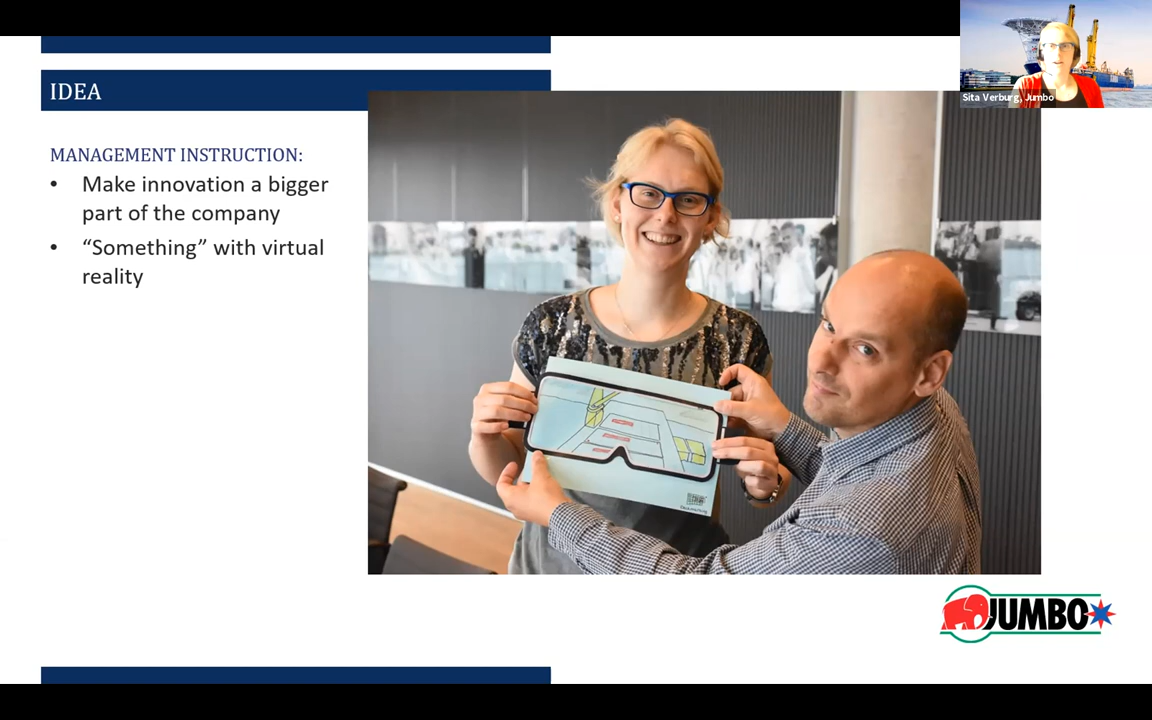 Sita Verburg, Jumbo
IDEA
MANAGEMENT INSTRUCTION:
• Make innovation a bigger
part of the company
• “Something” with virtual
reality
JUMBO